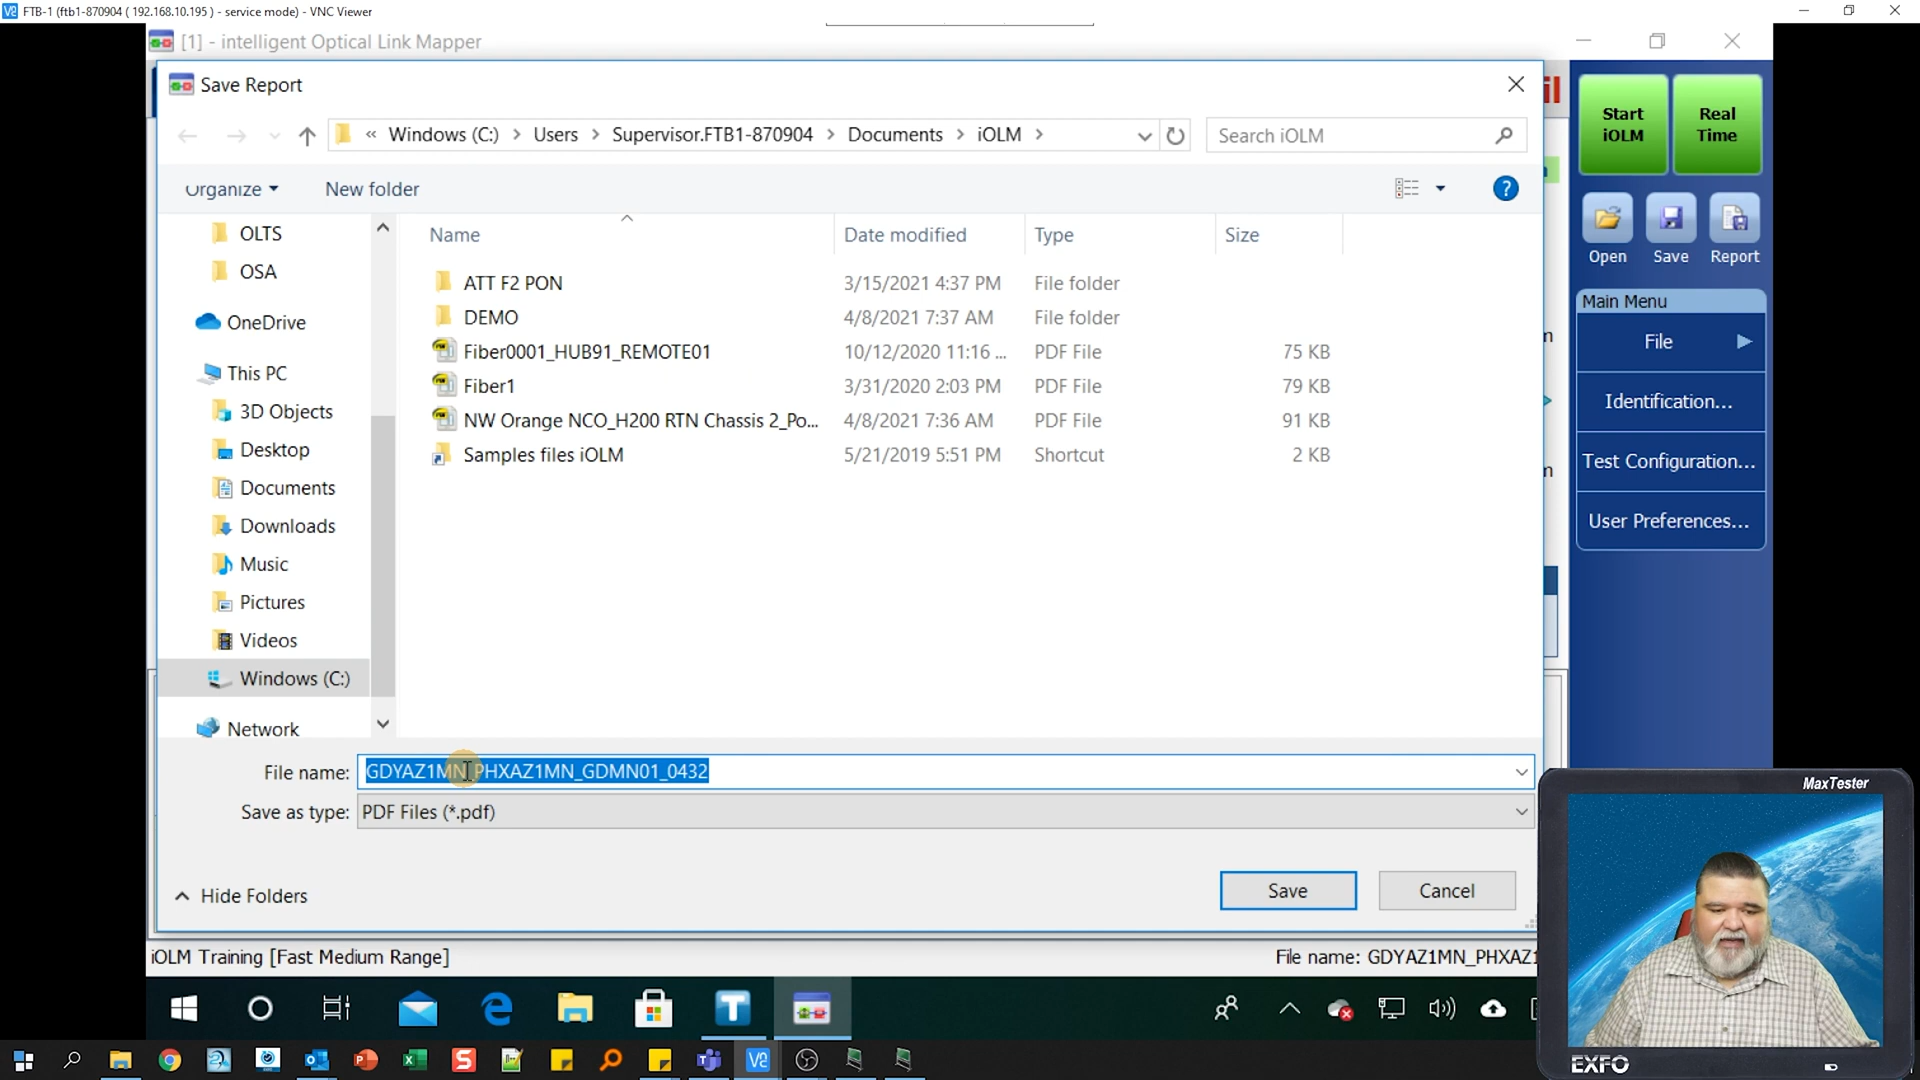 FTB-1 (ftb1-870904 ( 192.168.10.195 ) - service mode) - VNC Viewer
[1] - intelligent Optical Link Mapper
Save Report
« Windows (C:) > Users > Supervisor.FTB1-870904 > Documents > iOLM >
Search iOLM
Organize
New folder
?
OLTS
OSA
OneDrive
This PC
3D Objects
Desktop
Documents
Downloads
Music
Pictures
Videos
Windows (C:)
Network
Name Date modified Type Size
ATT F2 PON 3/15/2021 4:37 PM File folder
DEMO 4/8/2021 7:37 AM File folder
Fiber0001_HUB91_REMOTE01 10/12/2020 11:16 ... PDF File 75 KB
Fiber1 3/31/2020 2:03 PM PDF File 79 KB
NW Orange NCO_H200 RTN Chassis 2_Po... 4/8/2021 7:36 AM PDF File 91 KB
Samples files iOLM 5/21/2019 5:51 PM Shortcut 2 KB
File name: GDYAZ1MN_PHXAZ1MN_GDMN01_0432
Save as type: PDF Files (*.pdf)
Hide Folders
Save
Cancel
Start iOLM
Real Time
Open
Save
Report
Main Menu
File
Identification...
Test Configuration...
User Preferences...
iOLM Training [Fast Medium Range]
File name: GDYAZ1MN_PHXAZ1
MaxTester
EXFO